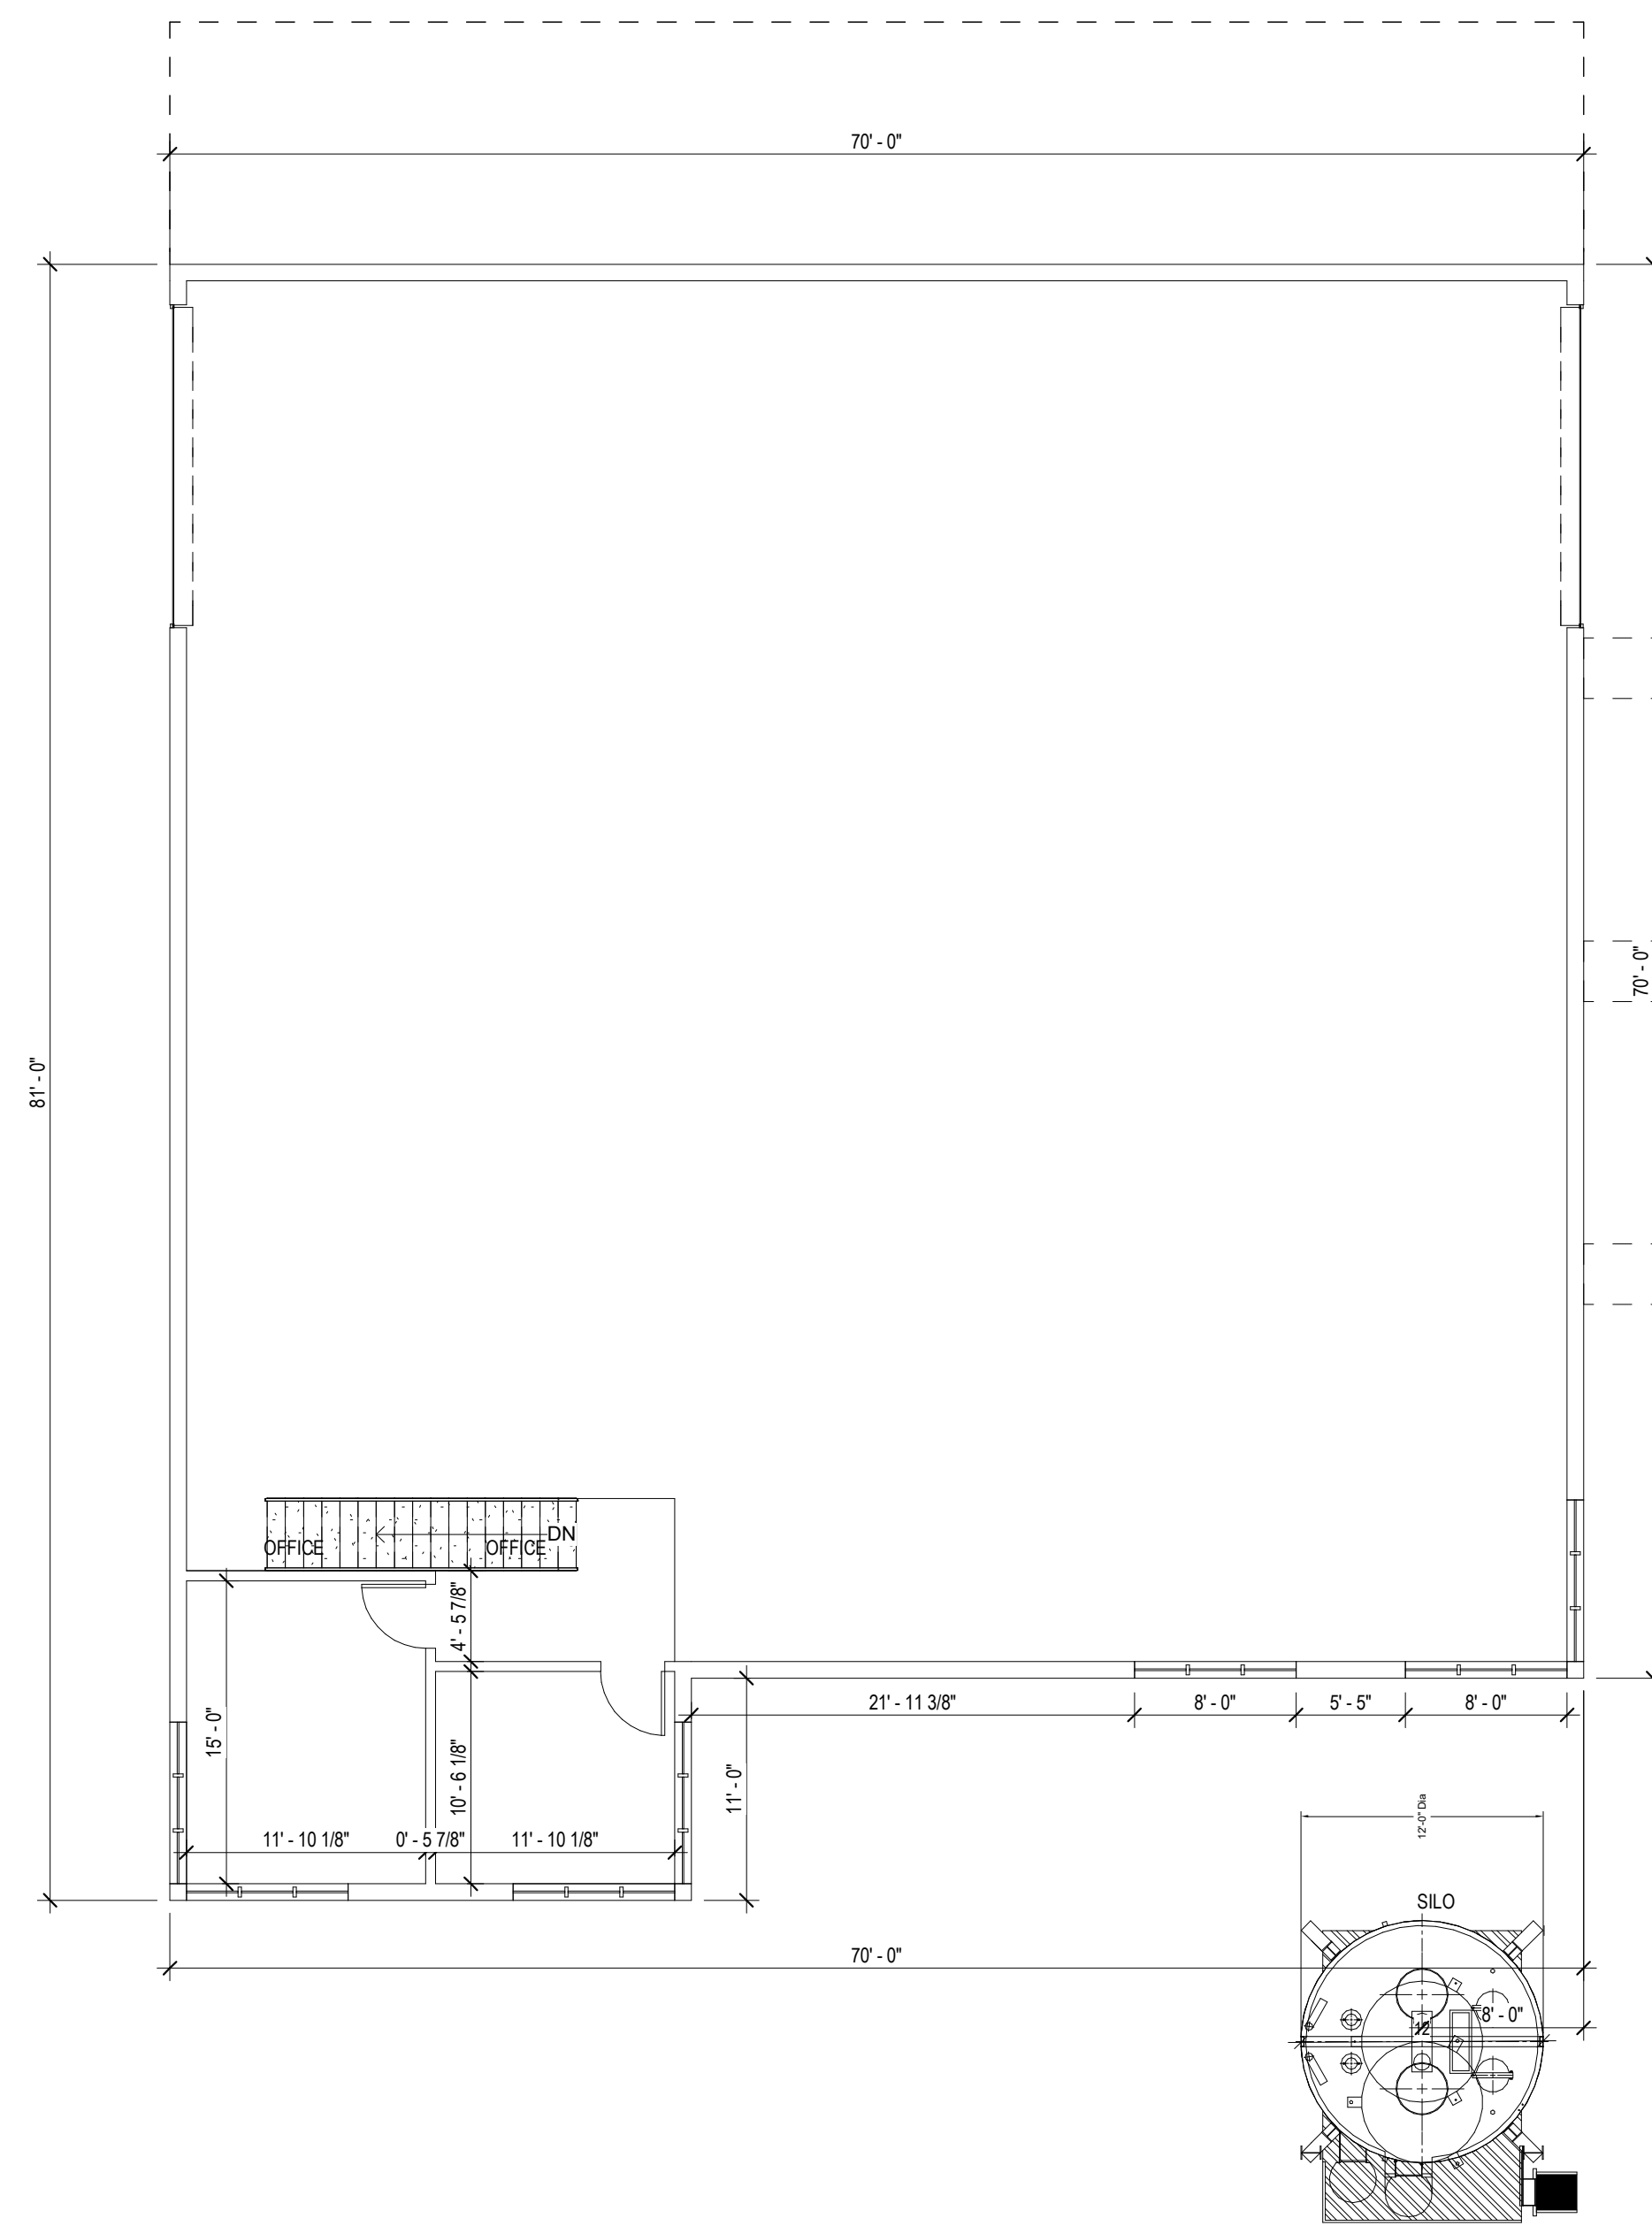 70' - 0"
70' - 0"
81' - 0"
DN
OFFICE
OFFICE
4' - 5 7/8"
21' - 11 3/8"
8' - 0"
5' - 5"
8' - 0"
15' - 0"
10' - 6 1/8"
11' - 0"
12'-0" Dia
11' - 10 1/8"
0' - 5 7/8"
11' - 10 1/8"
SILO
70' - 0"
8' - 0"
12